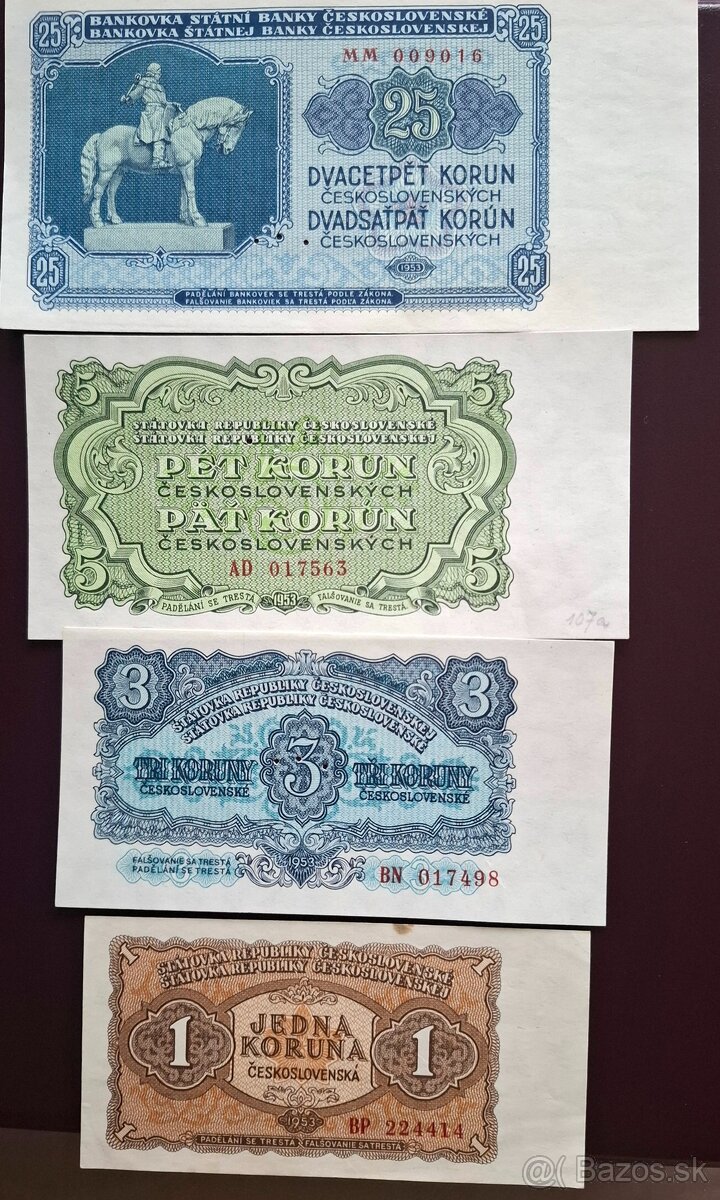 BANKOVKA STÁTNÍ BANKY ČESKOSLOVENSKÉ
BANKOVKA ŠTÁTNEJ BANKY ČESKOSLOVENSKEJ
25 25
MM 009016
25
DVACETPĚT KORUN
ČESKOSLOVENSKÝCH
DVADSAŤPÄŤ KORÚN
ČESKOSLOVENSKÝCH
1953
25 25
PADĚLÁNÍ BANKOVEK SE TRESTÁ PODLE ZÁKONA
FALŠOVANIE BANKOVIEK SA TRESTÁ PODĽA ZÁKONA
5 5
STÁTOVKA REPUBLIKY ČESKOSLOVENSKÉ
ŠTÁTOVKA REPUBLIKY ČESKOSLOVENSKEJ
PĚT KORUN
ČESKOSLOVENSKÝCH
PÄŤ KORÚN
ČESKOSLOVENSKÝCH
5 5
AD 017563
PADĚLÁNÍ SE TRESTÁ 1953 FALŠOVANIE SA TRESTÁ
107a
3 3
ŠTÁTOVKA REPUBLIKY ČESKOSLOVENSKEJ
STÁTOVKA REPUBLIKY ČESKOSLOVENSKÉ
TRI KORUNY 3 TŘI KORUNY
ČESKOSLOVENSKÉ ČESKOSLOVENSKÉ
FALŠOVANIE SA TRESTÁ
PADĚLÁNÍ SE TRESTÁ
1953
BN 017498
1 1
STÁTOVKA REPUBLIKY ČESKOSLOVENSKÉ
ŠTÁTOVKA REPUBLIKY ČESKOSLOVENSKEJ
1 1
JEDNA
KORUNA
ČESKOSLOVENSKÁ
1953
BP 224414
1 1
PADĚLÁNÍ SE TRESTÁ FALŠOVANIE SA TRESTÁ
@( Bazos.sk